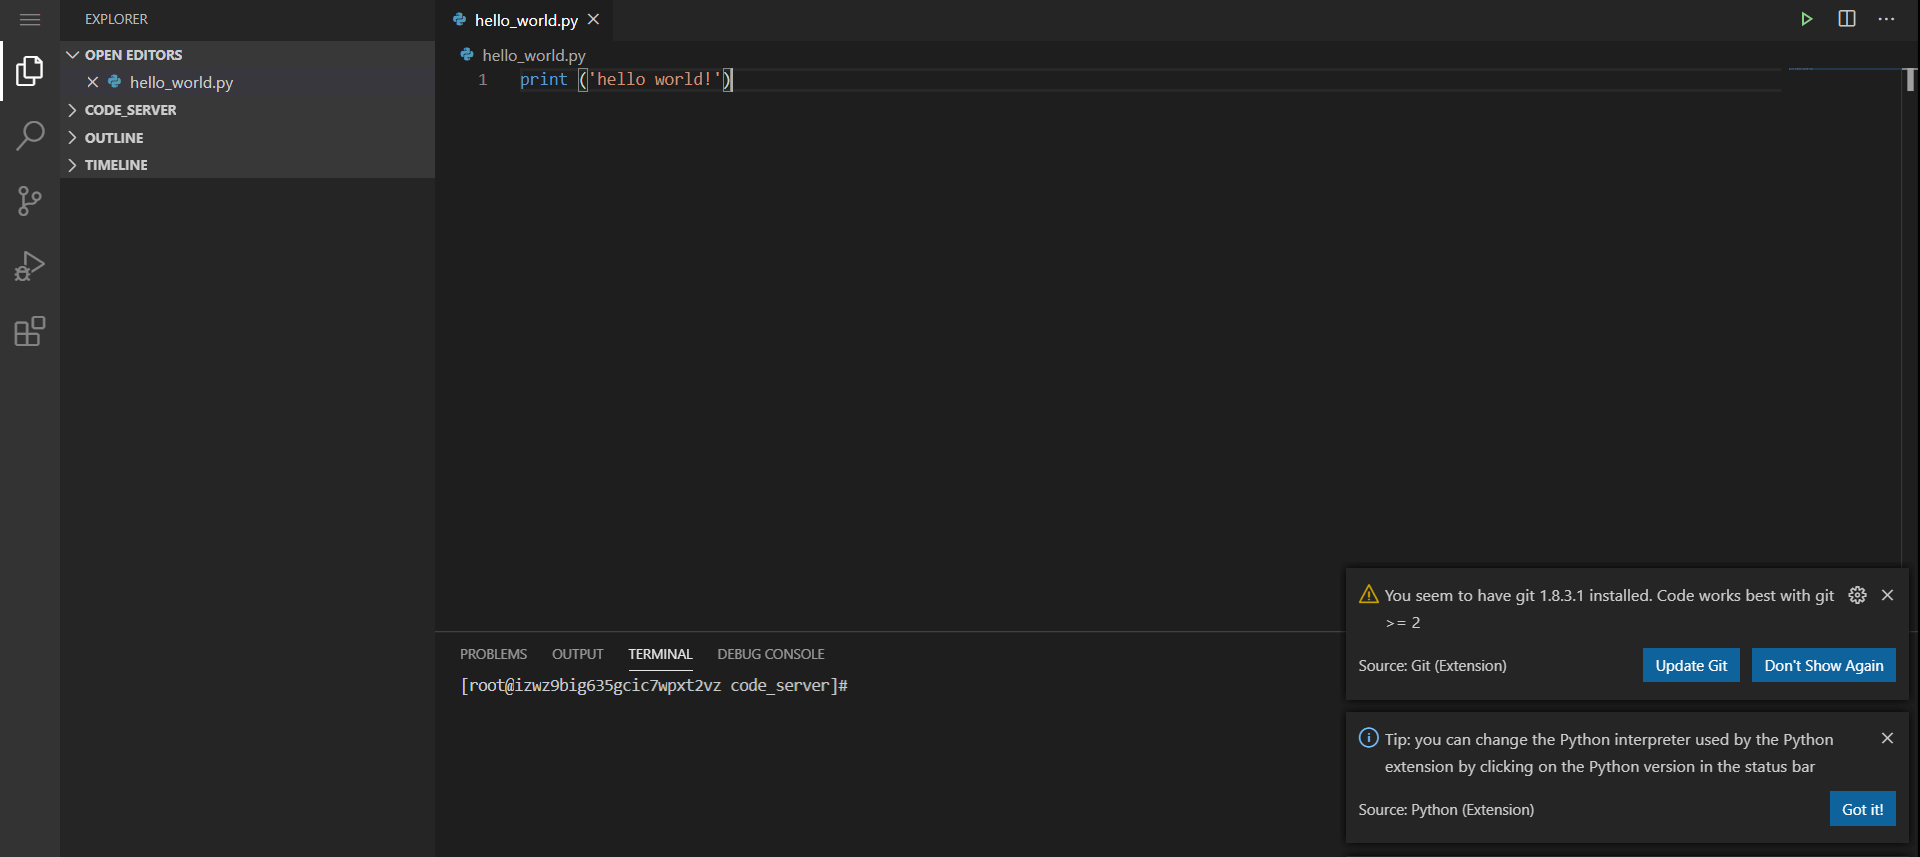 EXPLORER
OPEN EDITORS
hello_world.py
CODE_SERVER
OUTLINE
TIMELINE
hello_world.py
hello_world.py
1 print ('hello world!')
PROBLEMS OUTPUT TERMINAL DEBUG CONSOLE
[root@izwz9big635gcic7wpxt2vz code_server]#
You seem to have git 1.8.3.1 installed. Code works best with git
>= 2
Source: Git (Extension) Update Git Don't Show Again
Tip: you can change the Python interpreter used by the Python
extension by clicking on the Python version in the status bar
Source: Python (Extension) Got it!